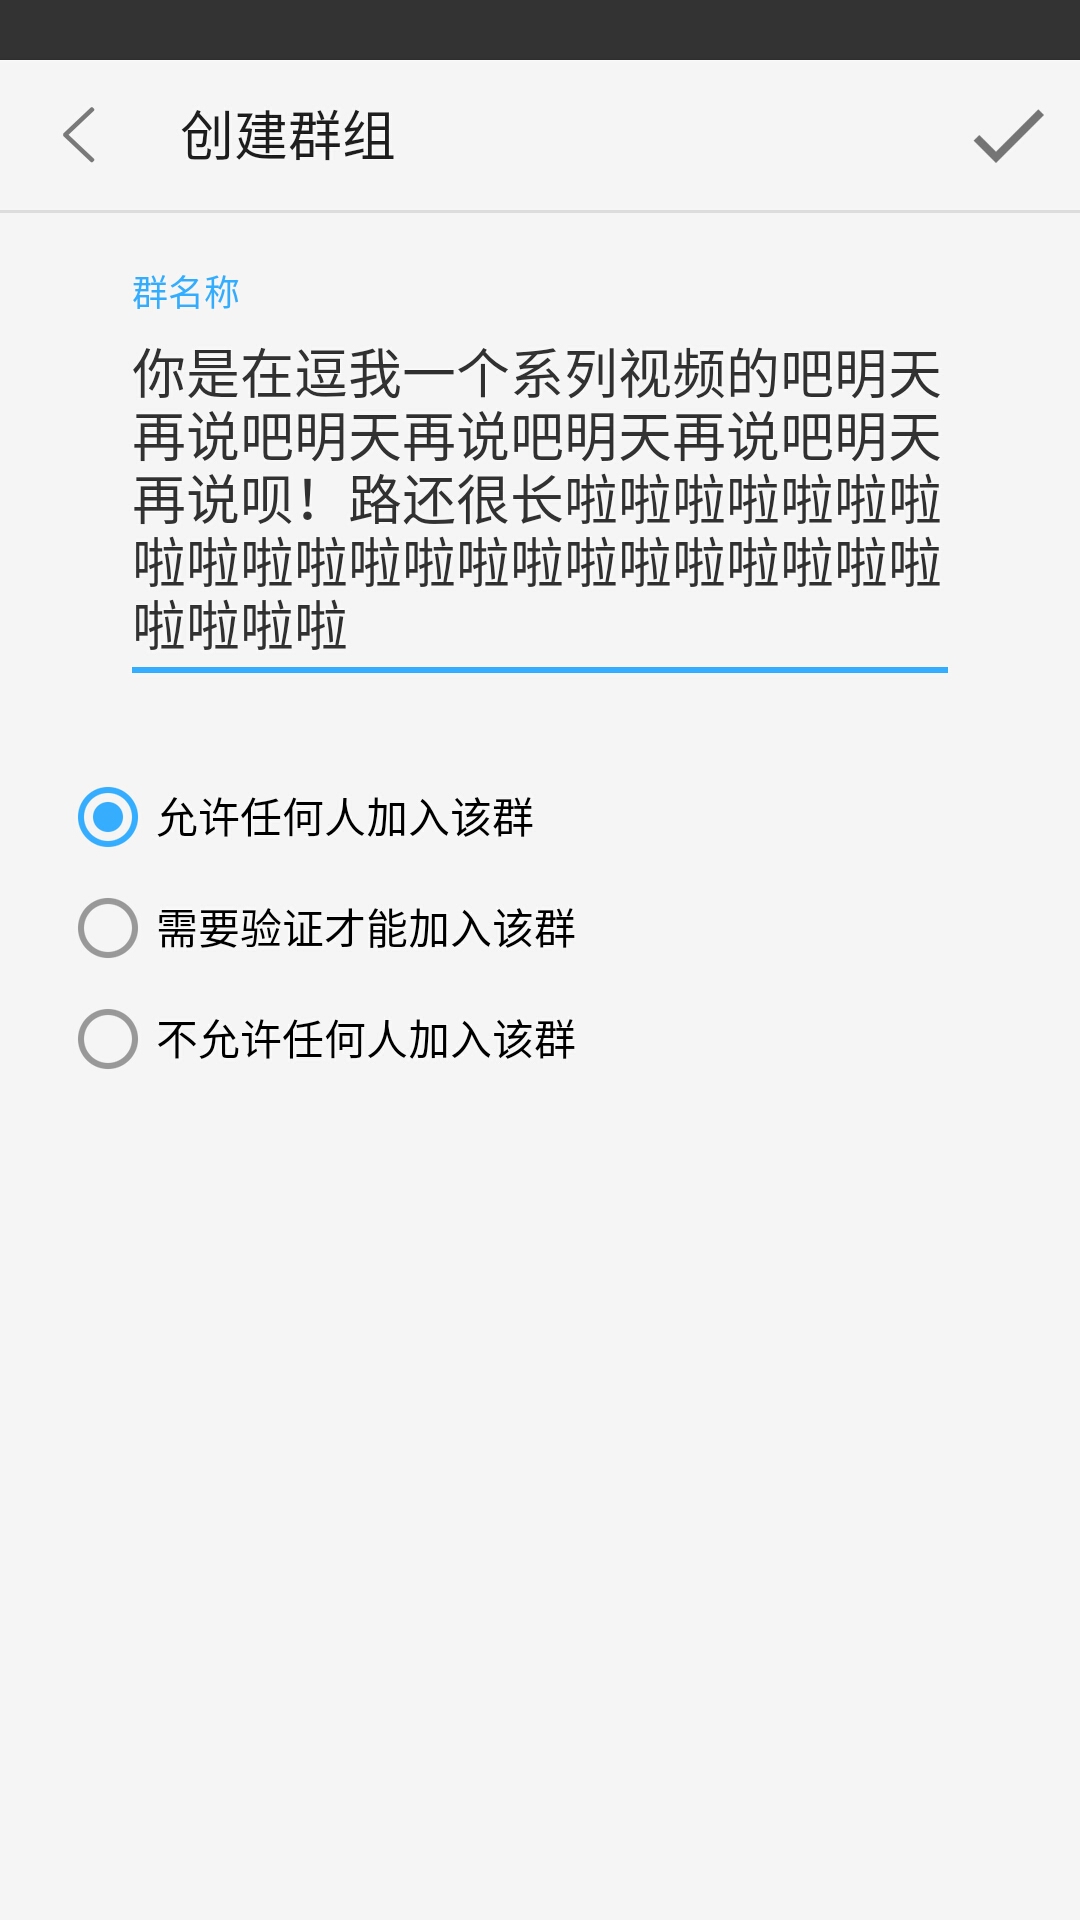 创建群组
群名称
你是在逗我一个系列视频的吧明天
再说吧明天再说吧明天再说吧明天
再说呗！路还很长啦啦啦啦啦啦啦
啦啦啦啦啦啦啦啦啦啦啦啦啦啦啦
啦啦啦啦
允许任何人加入该群
需要验证才能加入该群
不允许任何人加入该群